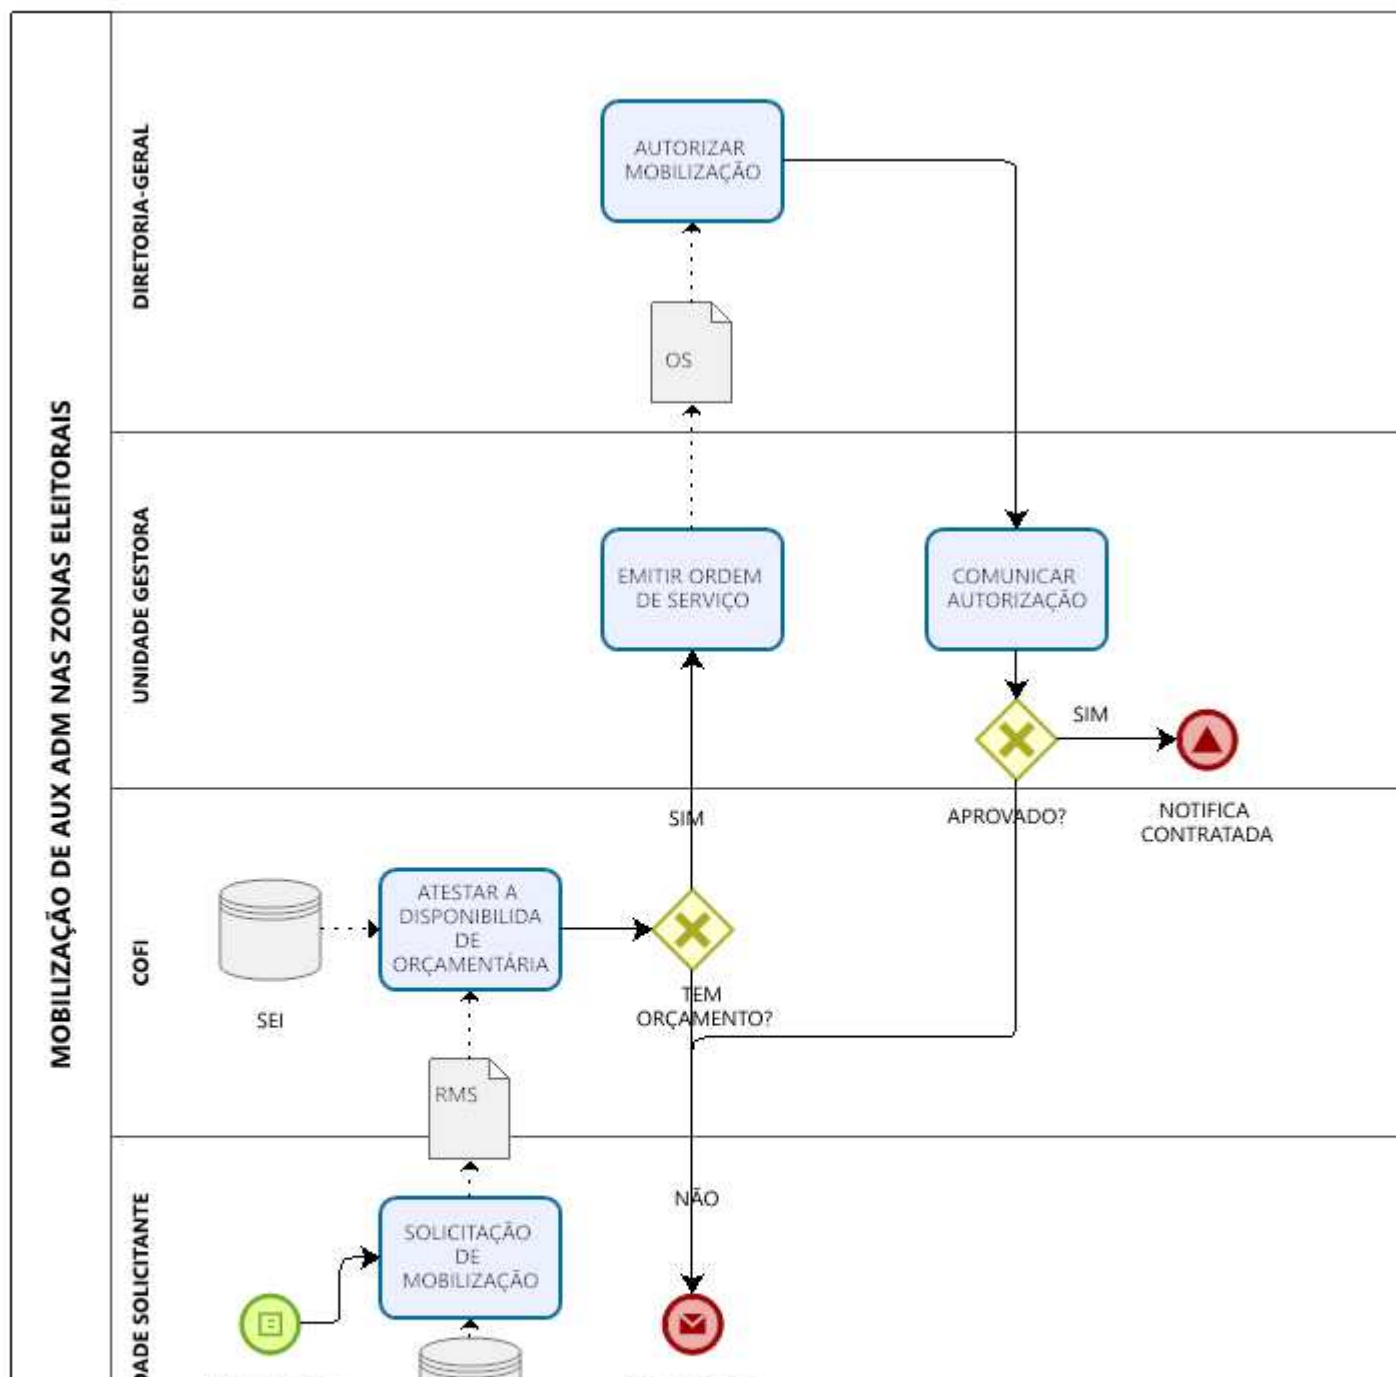 MOBILIZAÇÃO DE AUX ADM NAS ZONAS ELEITORAIS
DIRETORIA-GERAL
AUTORIZAR
MOBILIZAÇÃO
OS
UNIDADE GESTORA
EMITIR ORDEM
DE SERVIÇO
COMUNICAR
AUTORIZAÇÃO
SIM
APROVADO?
NOTIFICA
CONTRATADA
COFI
SIM
ATESTAR A
DISPONIBILIDA
DE
ORÇAMENTÁRIA
SEI
TEM
ORÇAMENTO?
RMS
DADE SOLICITANTE
NÃO
SOLICITAÇÃO
DE
MOBILIZAÇÃO